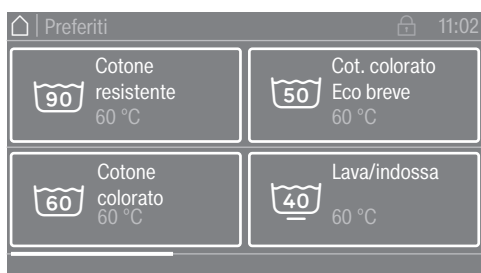 Preferiti
11:02
Cotone
90 resistente
60 °C
Cot. colorato
50 Eco breve
60 °C
Cotone
60 colorato
60 °C
Lava/indossa
40
60 °C